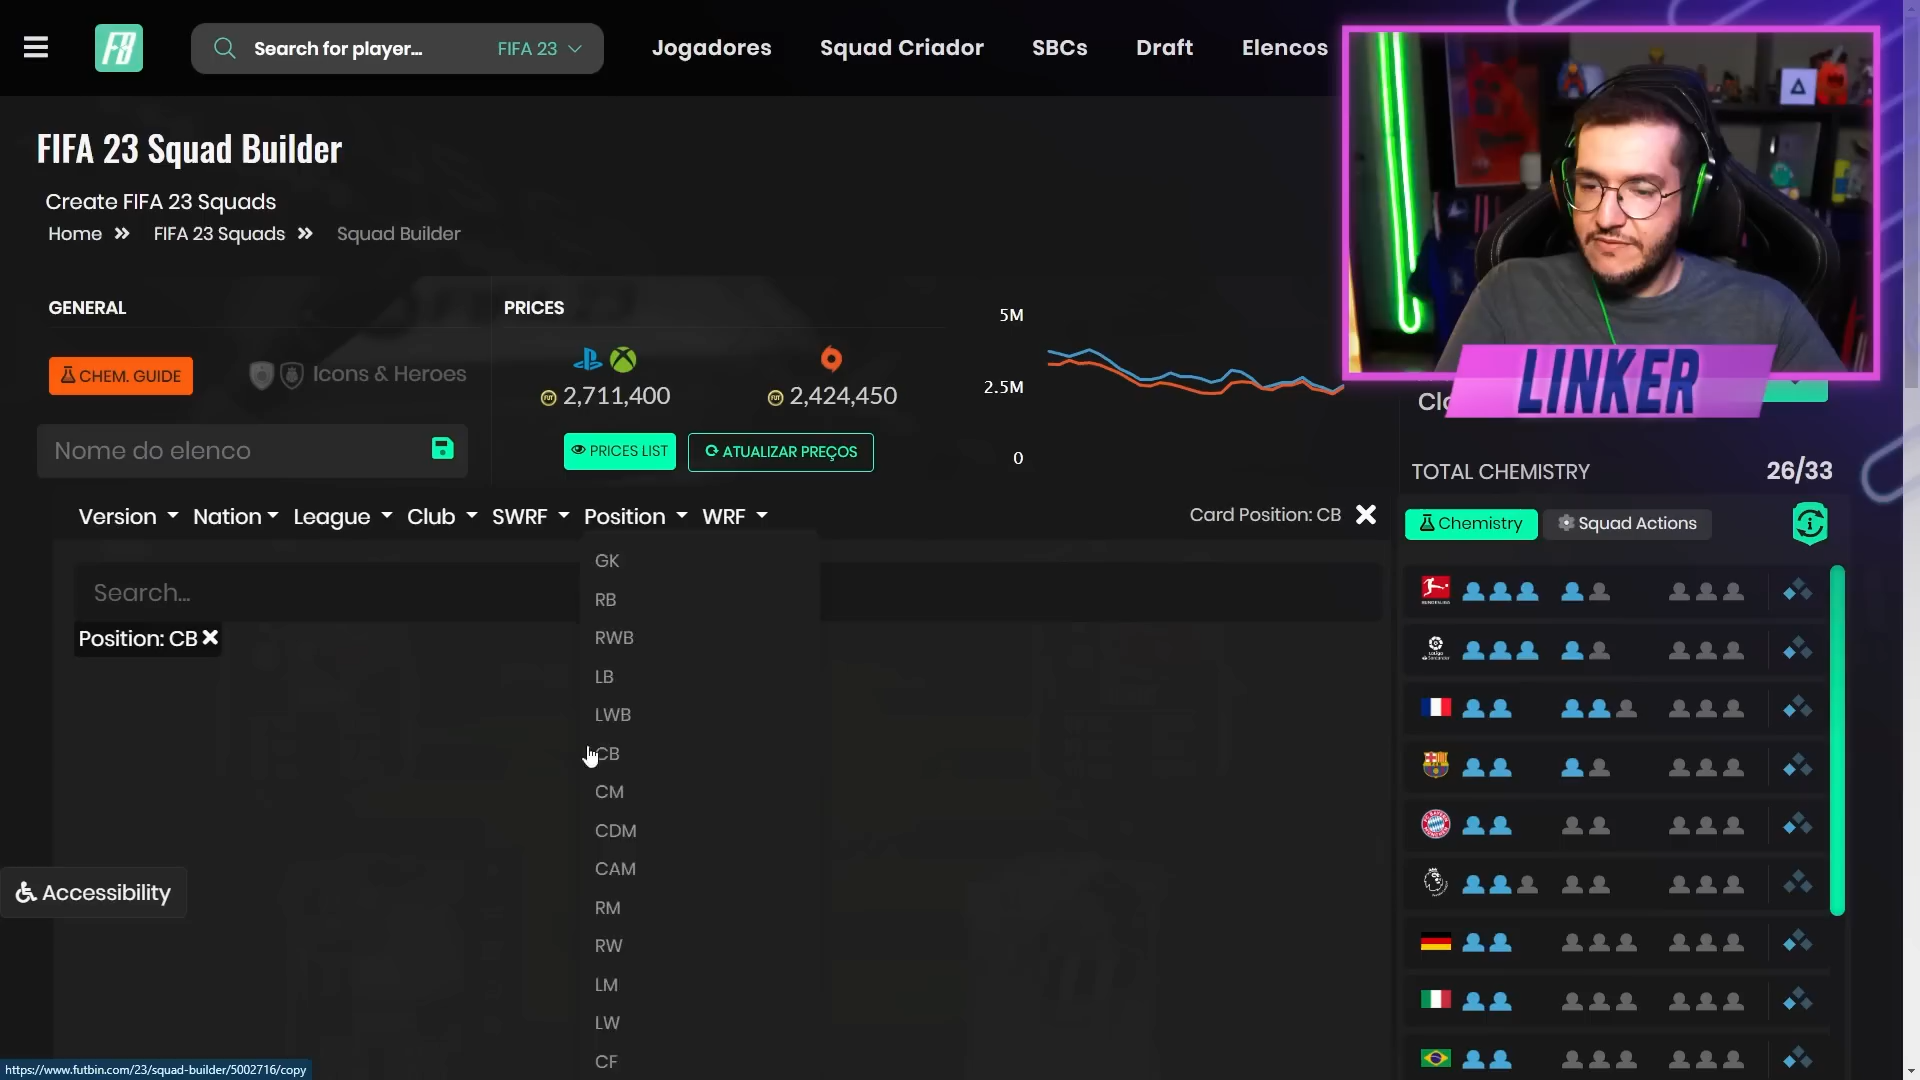 Search for player...
FIFA 23
Jogadores
Squad Criador
SBCs
Draft
Elencos
FIFA 23 Squad Builder
Create FIFA 23 Squads
Home » FIFA 23 Squads » Squad Builder
GENERAL
CHEM. GUIDE
Icons & Heroes
Nome do elenco
PRICES
2,711,400
2,424,450
PRICES LIST
ATUALIZAR PREÇOS
5M
2.5M
0
LINKER
TOTAL CHEMISTRY 26/33
Version
Nation
League
Club
SWRF
Position
WRF
Card Position: CB
Chemistry
Squad Actions
Search...
Position: CB
GK
RB
RWB
LB
LWB
CB
CM
CDM
CAM
RM
RW
LM
LW
CF
Accessibility
https://www.futbin.com/23/squad-builder/5002716/copy